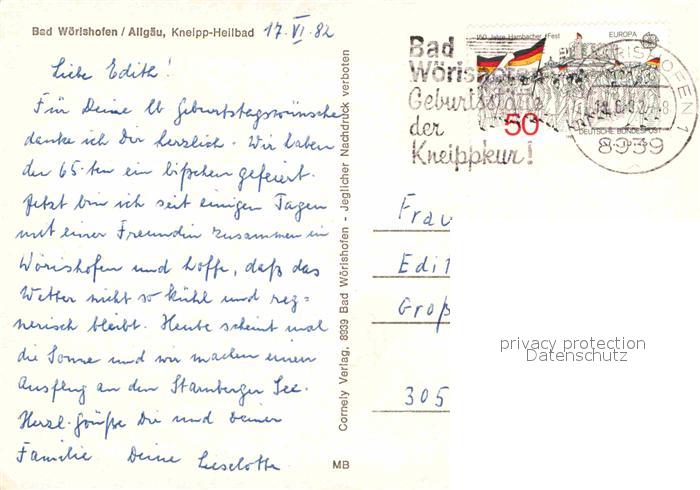 Bad Wörishofen / Allgäu, Kneipp-Heilbad 17. VI. 82
Liebe Edith!
Für Deine lb Geburtstagswünsche
danke ich Dir herzlich. Wir haben
den 65-ten ein bißchen gefeiert.
Jetzt bin ich seit einigen Tagen
mit einer Freundin zusammen in
Wörishofen und hoffe, daß das
Wetter nicht so kühl und reg=
nerisch bleibt. Heute scheint mal
die Sonne und wir machen einen
Ausflug an den Starnberger See.
Herzl. Grüße Dir und Deiner
Familie Deine Lieselotte
Cornely Verlag, 8939 Bad Wörishofen - Jeglicher Nachdruck verboten
MB
150 Jahre Hambacher Fest
EUROPA
50
DEUTSCHE BUNDESPOST
Bad
Wörishofen
Geburtsstätte
der
Kneippkur!
WÖRISHOFEN 1
8939
Frau
Edit
Groß
305
privacy protection
Datenschutz